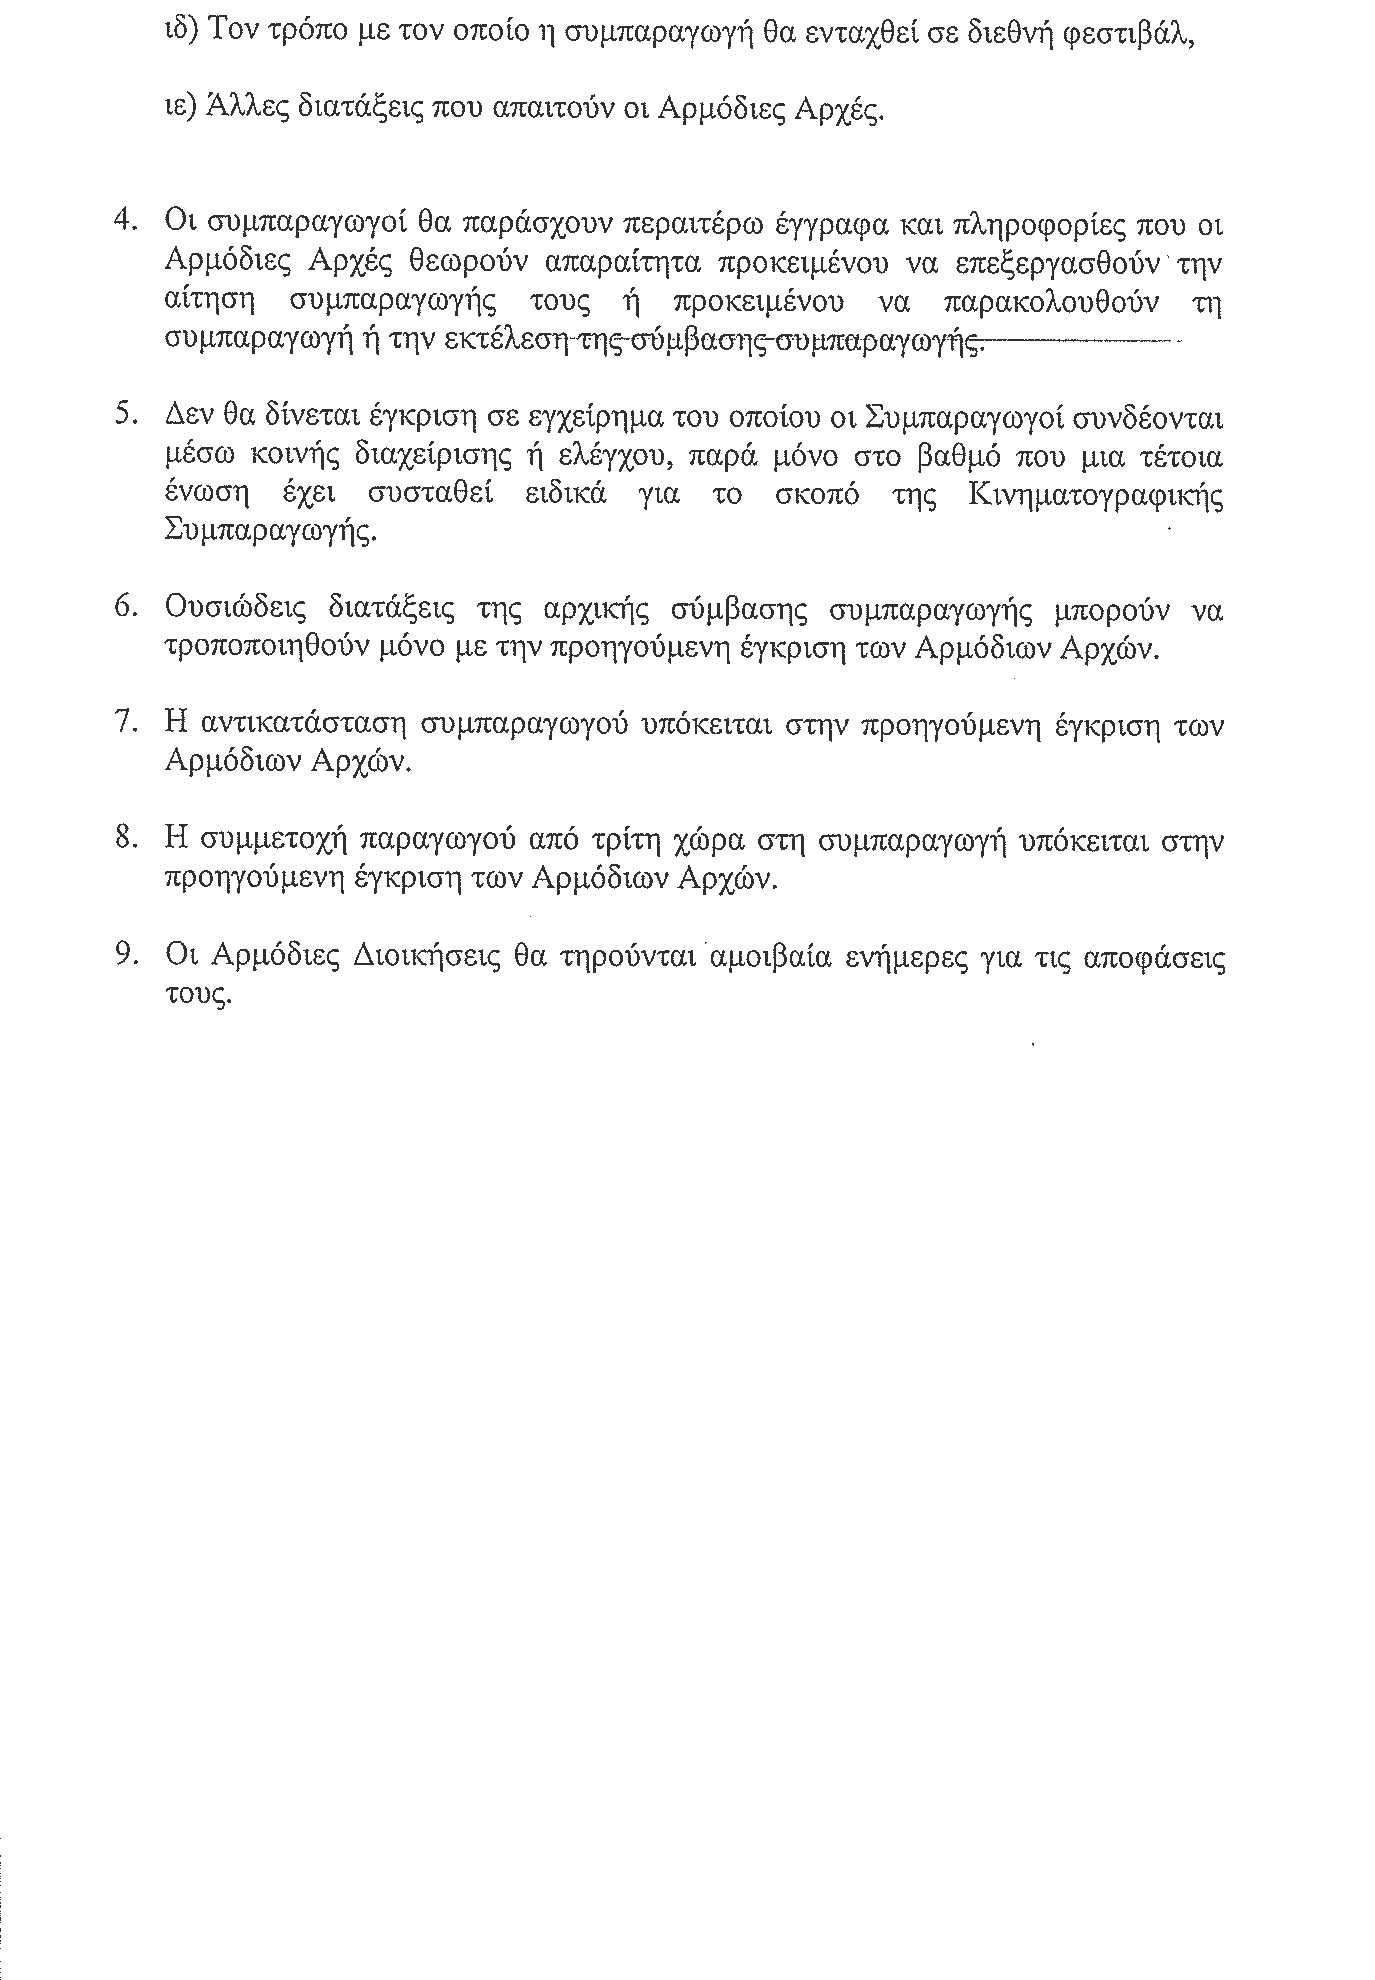 ιδ) Τον τρόπο με τον οποίο η συμπαραγωγή θα ενταχθεί σε διεθνή φεστιβάλ,
ιε) Άλλες διατάξεις που απαιτούν οι Αρμόδιες Αρχές.
4. Οι συμπαραγωγοί θα παράσχουν περαιτέρω έγγραφα και πληροφορίες που οι
Αρμόδιες Αρχές θεωρούν απαραίτητα προκειμένου να επεξεργασθούν την
αίτηση συμπαραγωγής τους ή προκειμένου να παρακολουθούν τη
συμπαραγωγή ή την εκτέλεση της σύμβασης συμπαραγωγής.
5. Δεν θα δίνεται έγκριση σε εγχείρημα του οποίου οι Συμπαραγωγοί συνδέονται
μέσω κοινής διαχείρισης ή ελέγχου, παρά μόνο στο βαθμό που μια τέτοια
ένωση έχει συσταθεί ειδικά για το σκοπό της Κινηματογραφικής
Συμπαραγωγής.
6. Ουσιώδεις διατάξεις της αρχικής σύμβασης συμπαραγωγής μπορούν να
τροποποιηθούν μόνο με την προηγούμενη έγκριση των Αρμόδιων Αρχών.
7. Η αντικατάσταση συμπαραγωγού υπόκειται στην προηγούμενη έγκριση των
Αρμόδιων Αρχών.
8. Η συμμετοχή παραγωγού από τρίτη χώρα στη συμπαραγωγή υπόκειται στην
προηγούμενη έγκριση των Αρμόδιων Αρχών.
9. Οι Αρμόδιες Διοικήσεις θα τηρούνται αμοιβαία ενήμερες για τις αποφάσεις
τους.